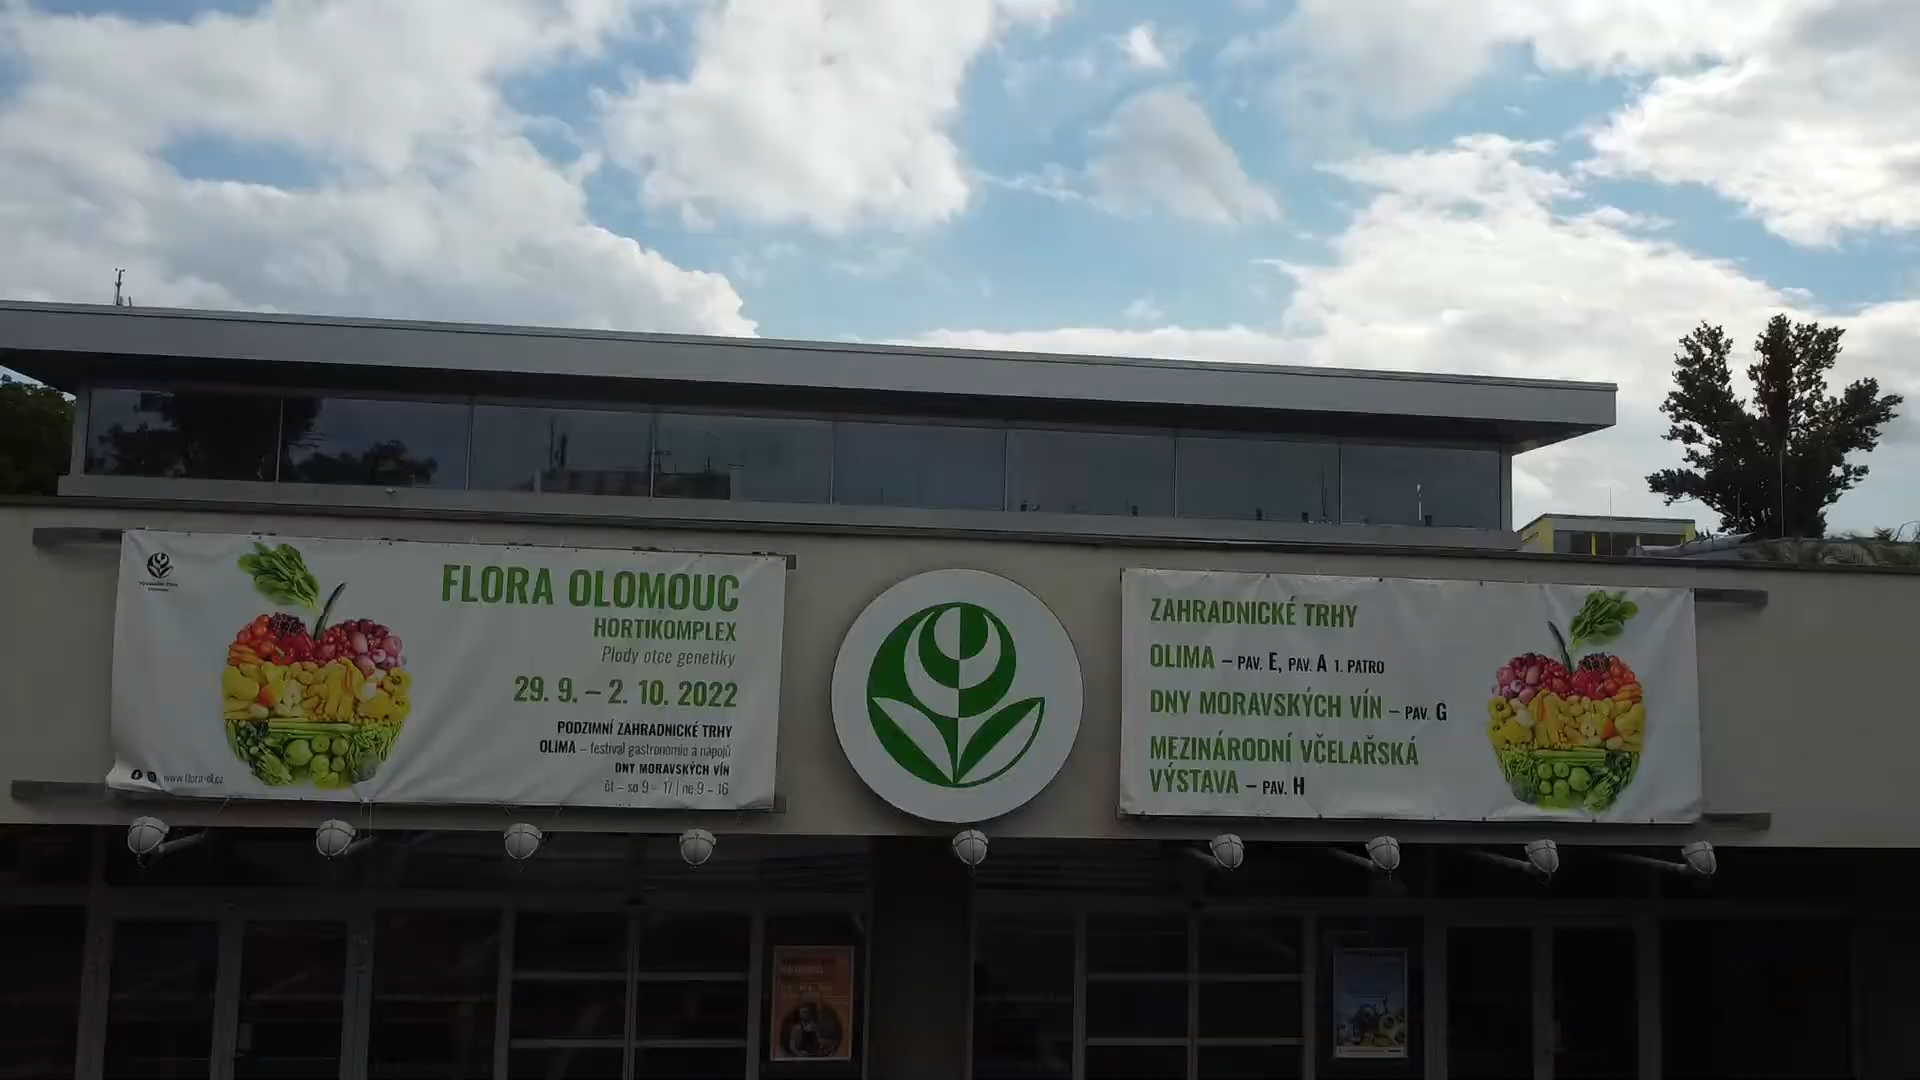 FLORA OLOMOUC
HORTIKOMPLEX
Plody otce genetiky
29. 9. – 2. 10. 2022
PODZIMNÍ ZAHRADNICKÉ TRHY
OLIMA – festival gastronomie a nápojů
DNY MORAVSKÝCH VÍN
čt – so 9 – 17 | ne 9 – 16
www.flora-ol.cz
ZAHRADNICKÉ TRHY
OLIMA – PAV. E, PAV. A 1. PATRO
DNY MORAVSKÝCH VÍN – PAV. G
MEZINÁRODNÍ VČELAŘSKÁ
VÝSTAVA – PAV. H